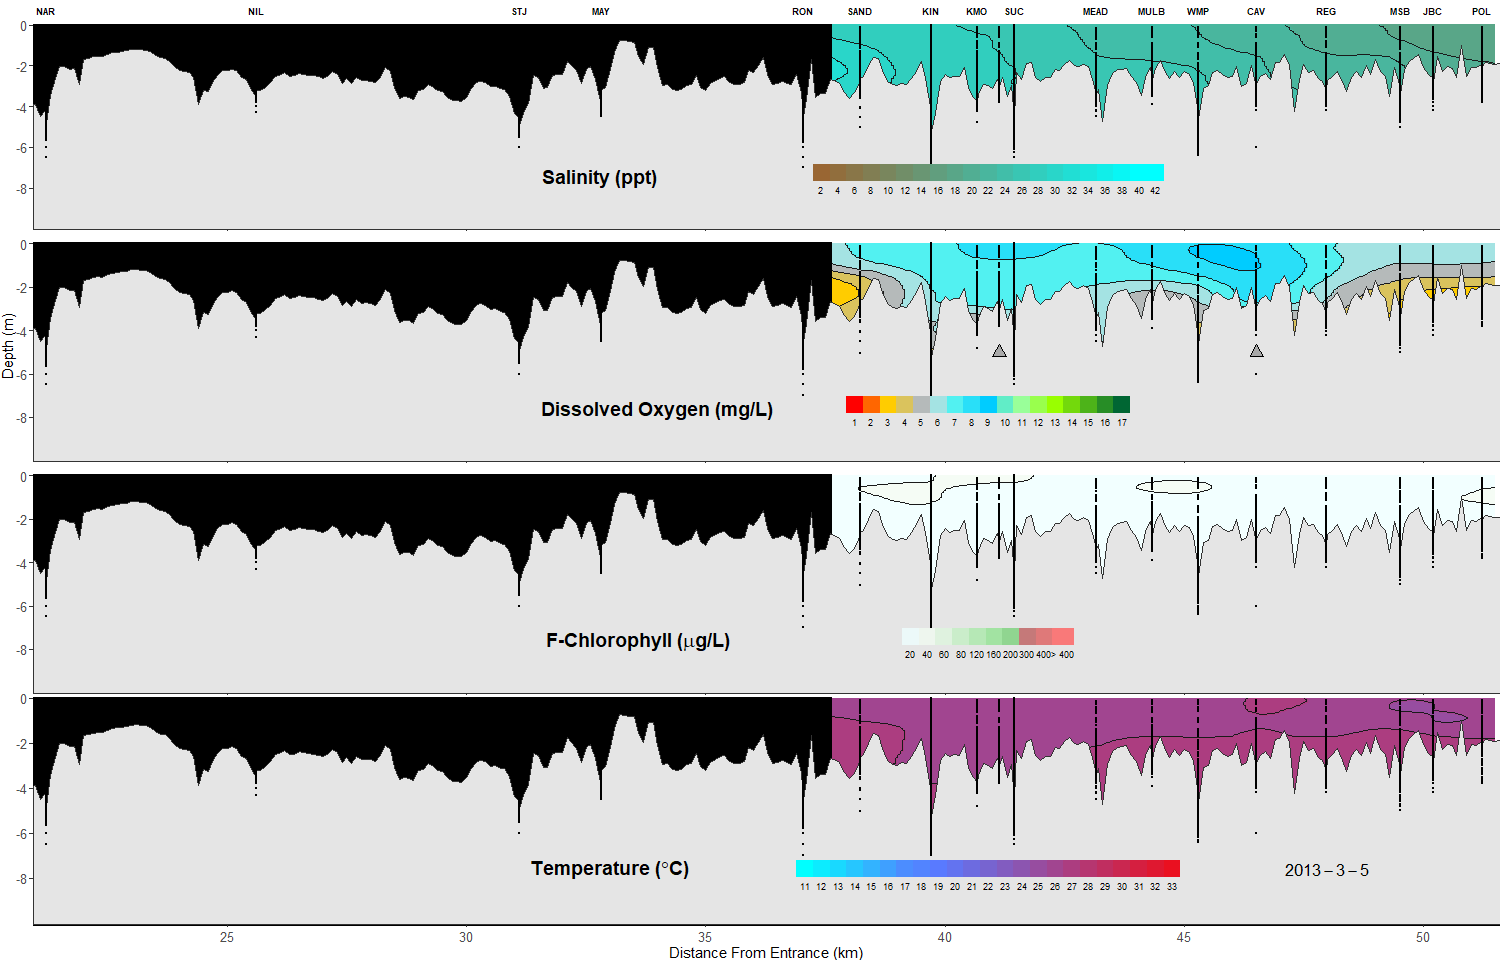 NAR NIL STJ MAY RON SAND KIN KMO SUC MEAD MULB WMP CAV REG MSB JBC POL
0
-2
-4
-6
-8
Salinity (ppt)
2 4 6 8 10 12 14 16 18 20 22 24 26 28 30 32 34 36 38 40 42
0
-2
-4
-6
-8
Dissolved Oxygen (mg/L)
1 2 3 4 5 6 7 8 9 10 11 12 13 14 15 16 17
Depth (m)
0
-2
-4
-6
-8
F-Chlorophyll (μg/L)
20 40 60 80 120 160 200 300 400> 400
0
-2
-4
-6
-8
Temperature (°C)
11 12 13 14 15 16 17 18 19 20 21 22 23 24 25 26 27 28 29 30 31 32 33
2013 – 3 – 5
25 30 35 40 45 50
Distance From Entrance (km)